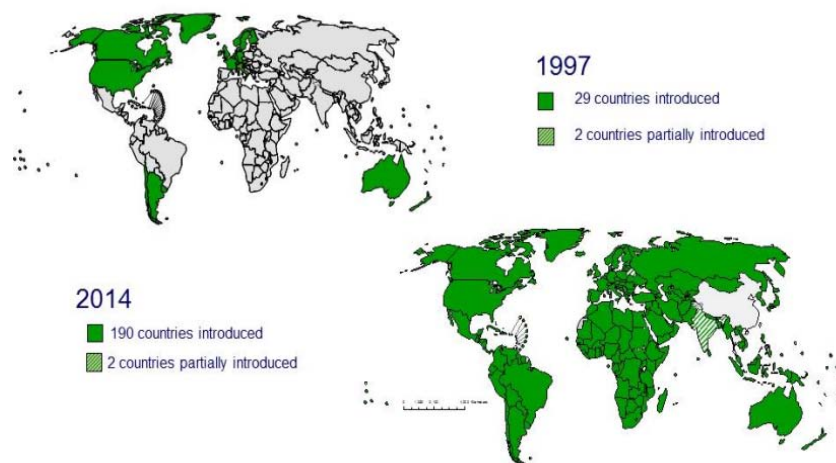 1997
29 countries introduced
2 countries partially introduced
2014
190 countries introduced
2 countries partially introduced